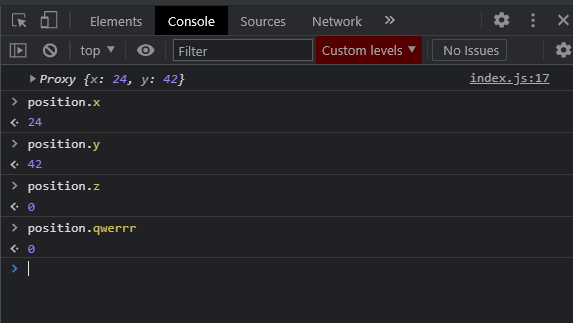 Elements Console Sources Network »
top ▼ Filter Custom levels ▼ No Issues
▶ Proxy {x: 24, y: 42} index.js:17
> position.x
<· 24
> position.y
<· 42
> position.z
<· 0
> position.qwerrr
<· 0
>